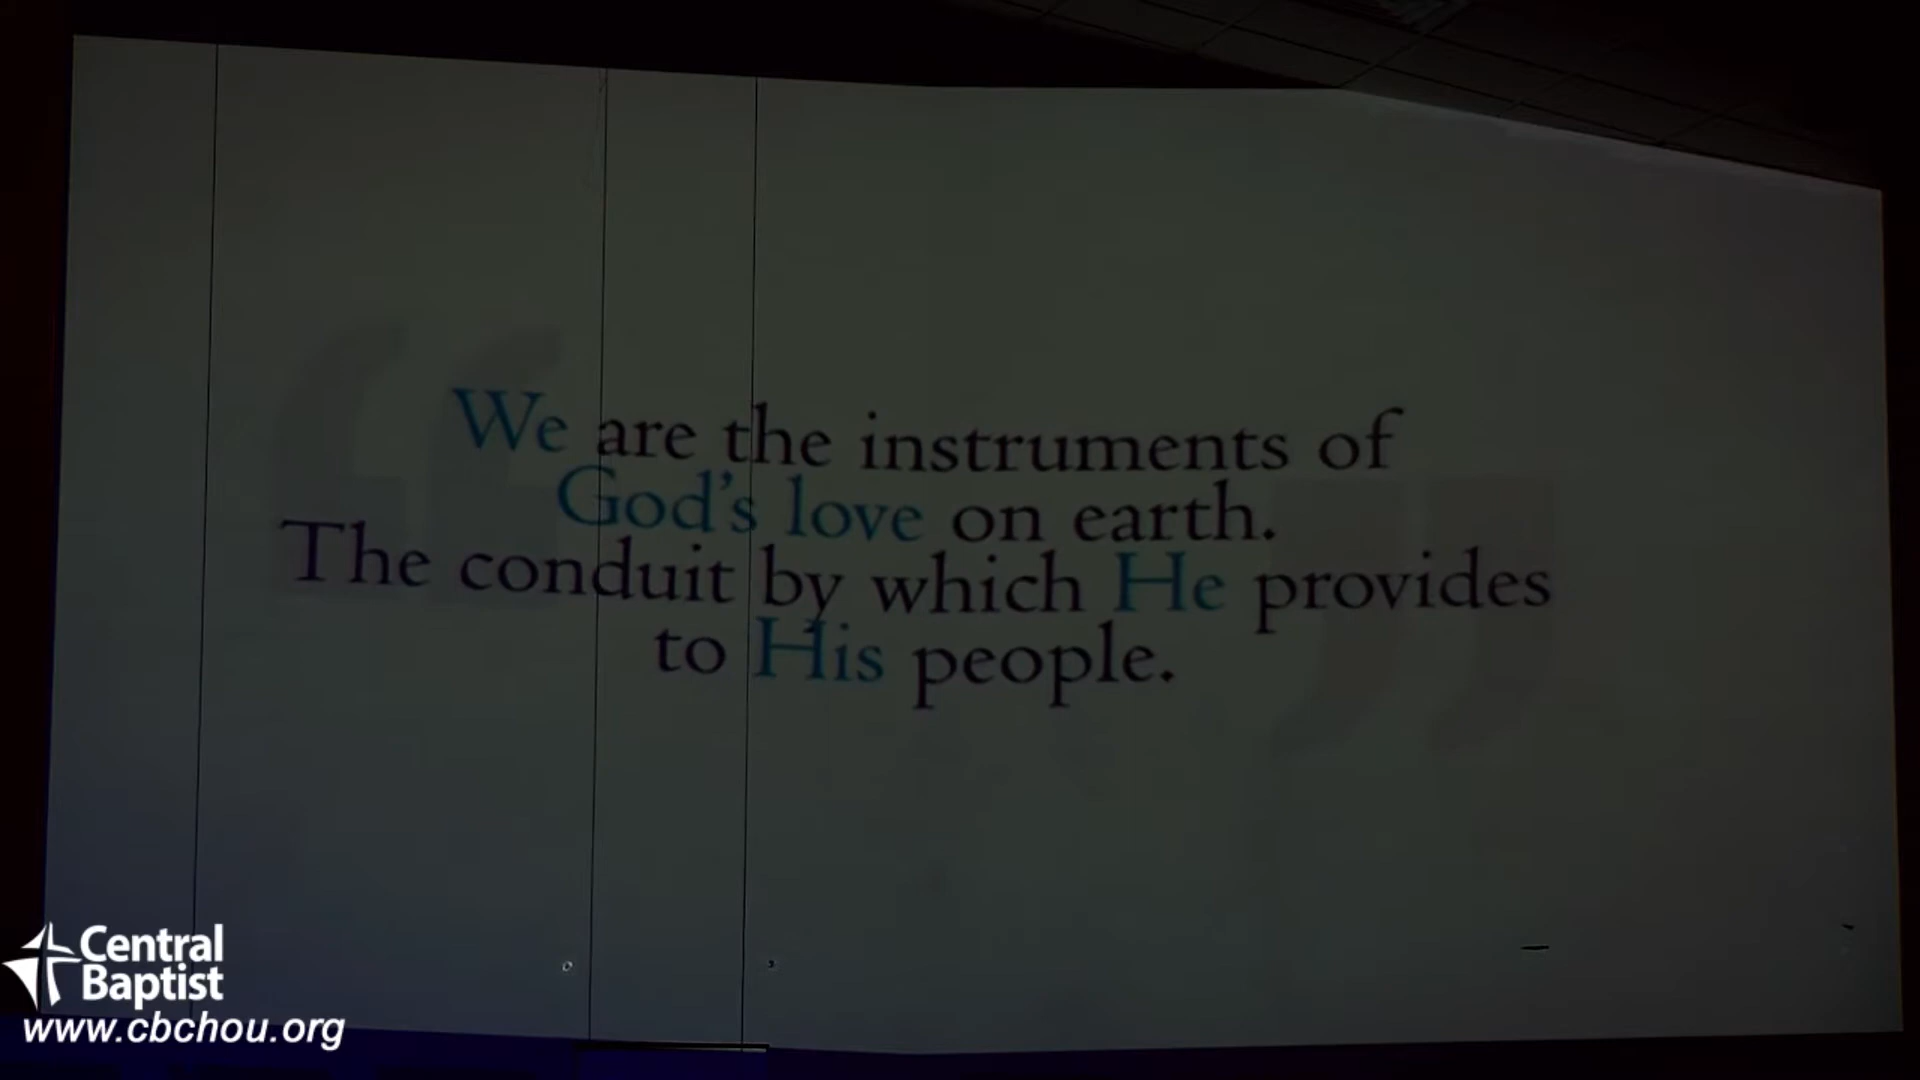 We are the instruments of
God's love on earth.
The conduit by which He provides
to His people.
Central
Baptist
www.cbchou.org